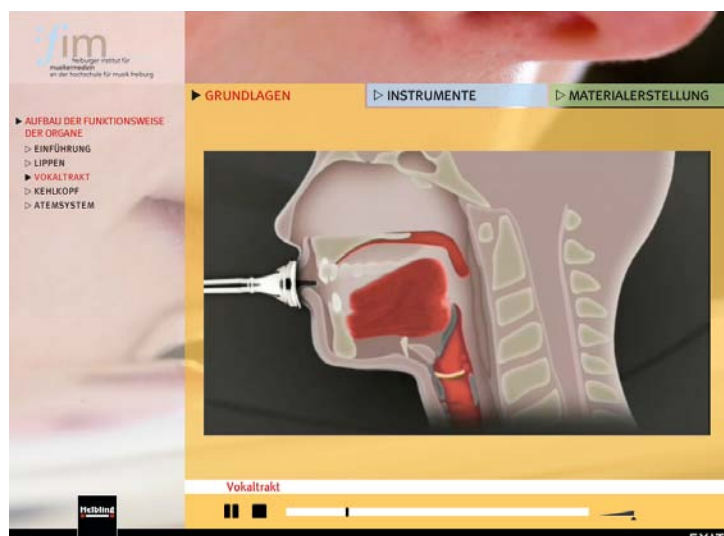 fim
freiburger institut für
musikermedizin
an der hochschule für musik freiburg
▶ GRUNDLAGEN
▷ INSTRUMENTE
▷ MATERIALERSTELLUNG
▶ AUFBAU DER FUNKTIONSWEISE
DER ORGANE
▷ EINFÜHRUNG
▷ LIPPEN
▶ VOKALTRAKT
▷ KEHLKOPF
▷ ATEMSYSTEM
Vokaltrakt
Helbling
EXIT